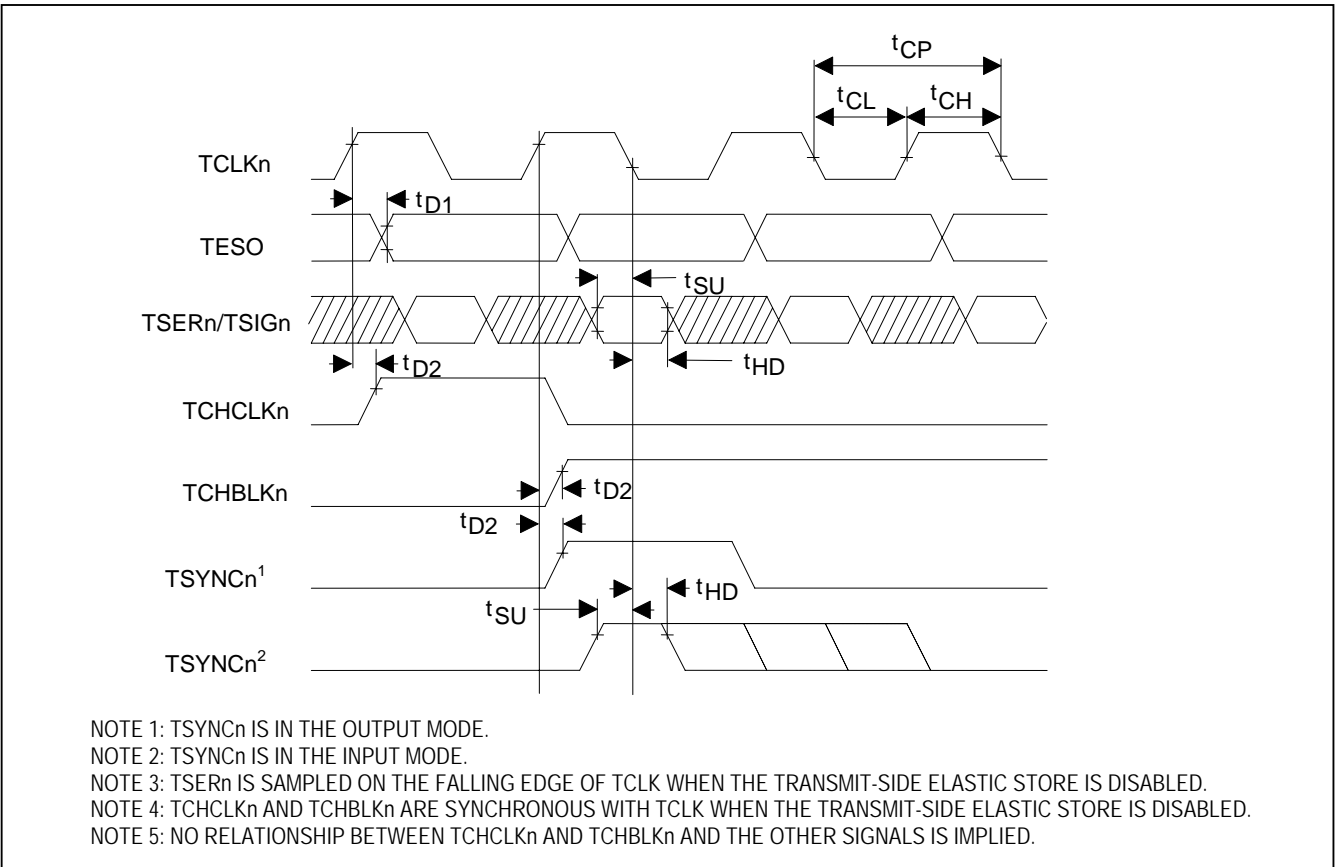 tCP
tCL tCH
TCLKn
tD1
TESO
tSU
TSERn/TSIGn
tD2 tHD
TCHCLKn
TCHBLKn tD2
tD2
TSYNCn1
tHD
tSU
TSYNCn2
NOTE 1: TSYNCn IS IN THE OUTPUT MODE.
NOTE 2: TSYNCn IS IN THE INPUT MODE.
NOTE 3: TSERn IS SAMPLED ON THE FALLING EDGE OF TCLK WHEN THE TRANSMIT-SIDE ELASTIC STORE IS DISABLED.
NOTE 4: TCHCLKn AND TCHBLKn ARE SYNCHRONOUS WITH TCLK WHEN THE TRANSMIT-SIDE ELASTIC STORE IS DISABLED.
NOTE 5: NO RELATIONSHIP BETWEEN TCHCLKn AND TCHBLKn AND THE OTHER SIGNALS IS IMPLIED.